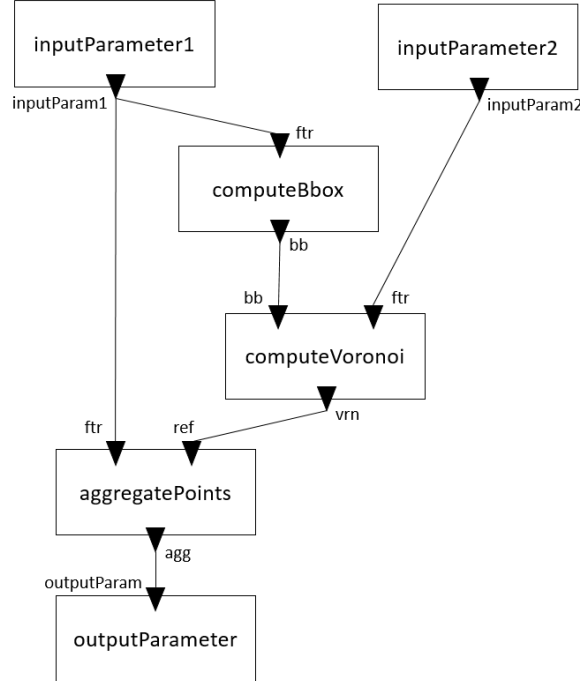 inputParameter1
inputParameter2
inputParam1
inputParam2
ftr
computeBbox
bb
bb
ftr
computeVoronoi
vrn
ftr
ref
aggregatePoints
agg
outputParam
outputParameter